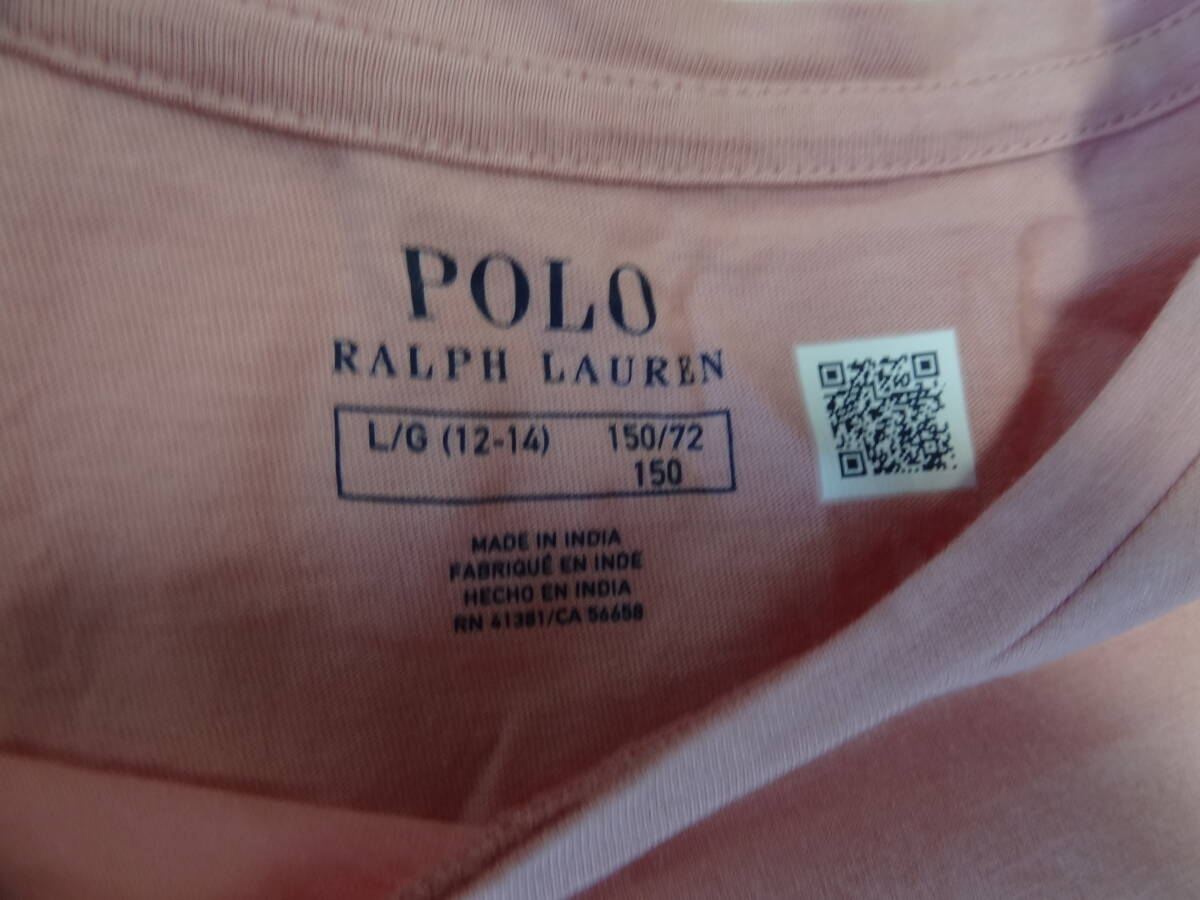 POLO
RALPH LAUREN
L/G (12-14) 150/72
150
MADE IN INDIA
FABRIQUÉ EN INDE
HECHO EN INDIA
RN 41381/CA 56658